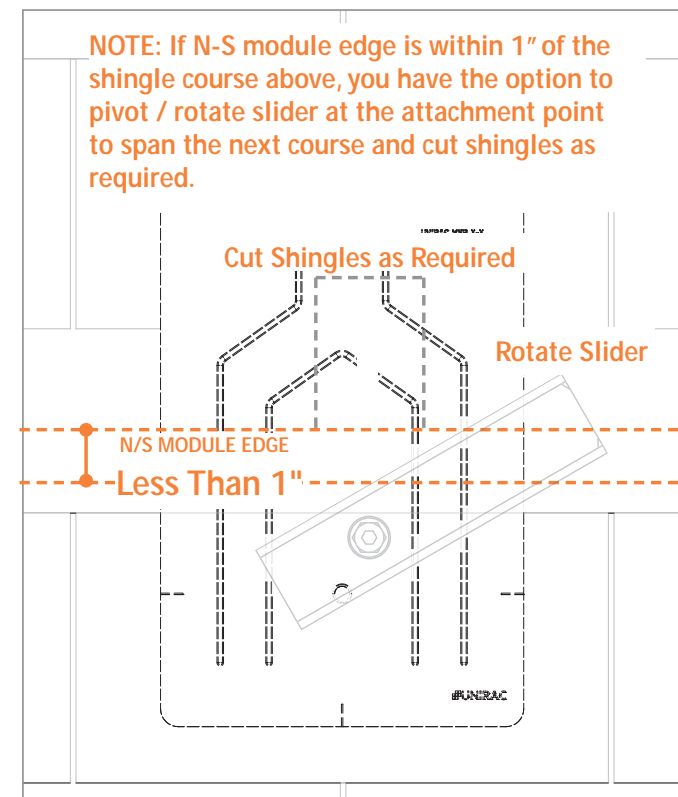 NOTE: If N-S module edge is within 1" of the
shingle course above, you have the option to
pivot / rotate slider at the attachment point
to span the next course and cut shingles as
required.
Cut Shingles as Required
Rotate Slider
N/S MODULE EDGE
Less Than 1"
UNIRAC